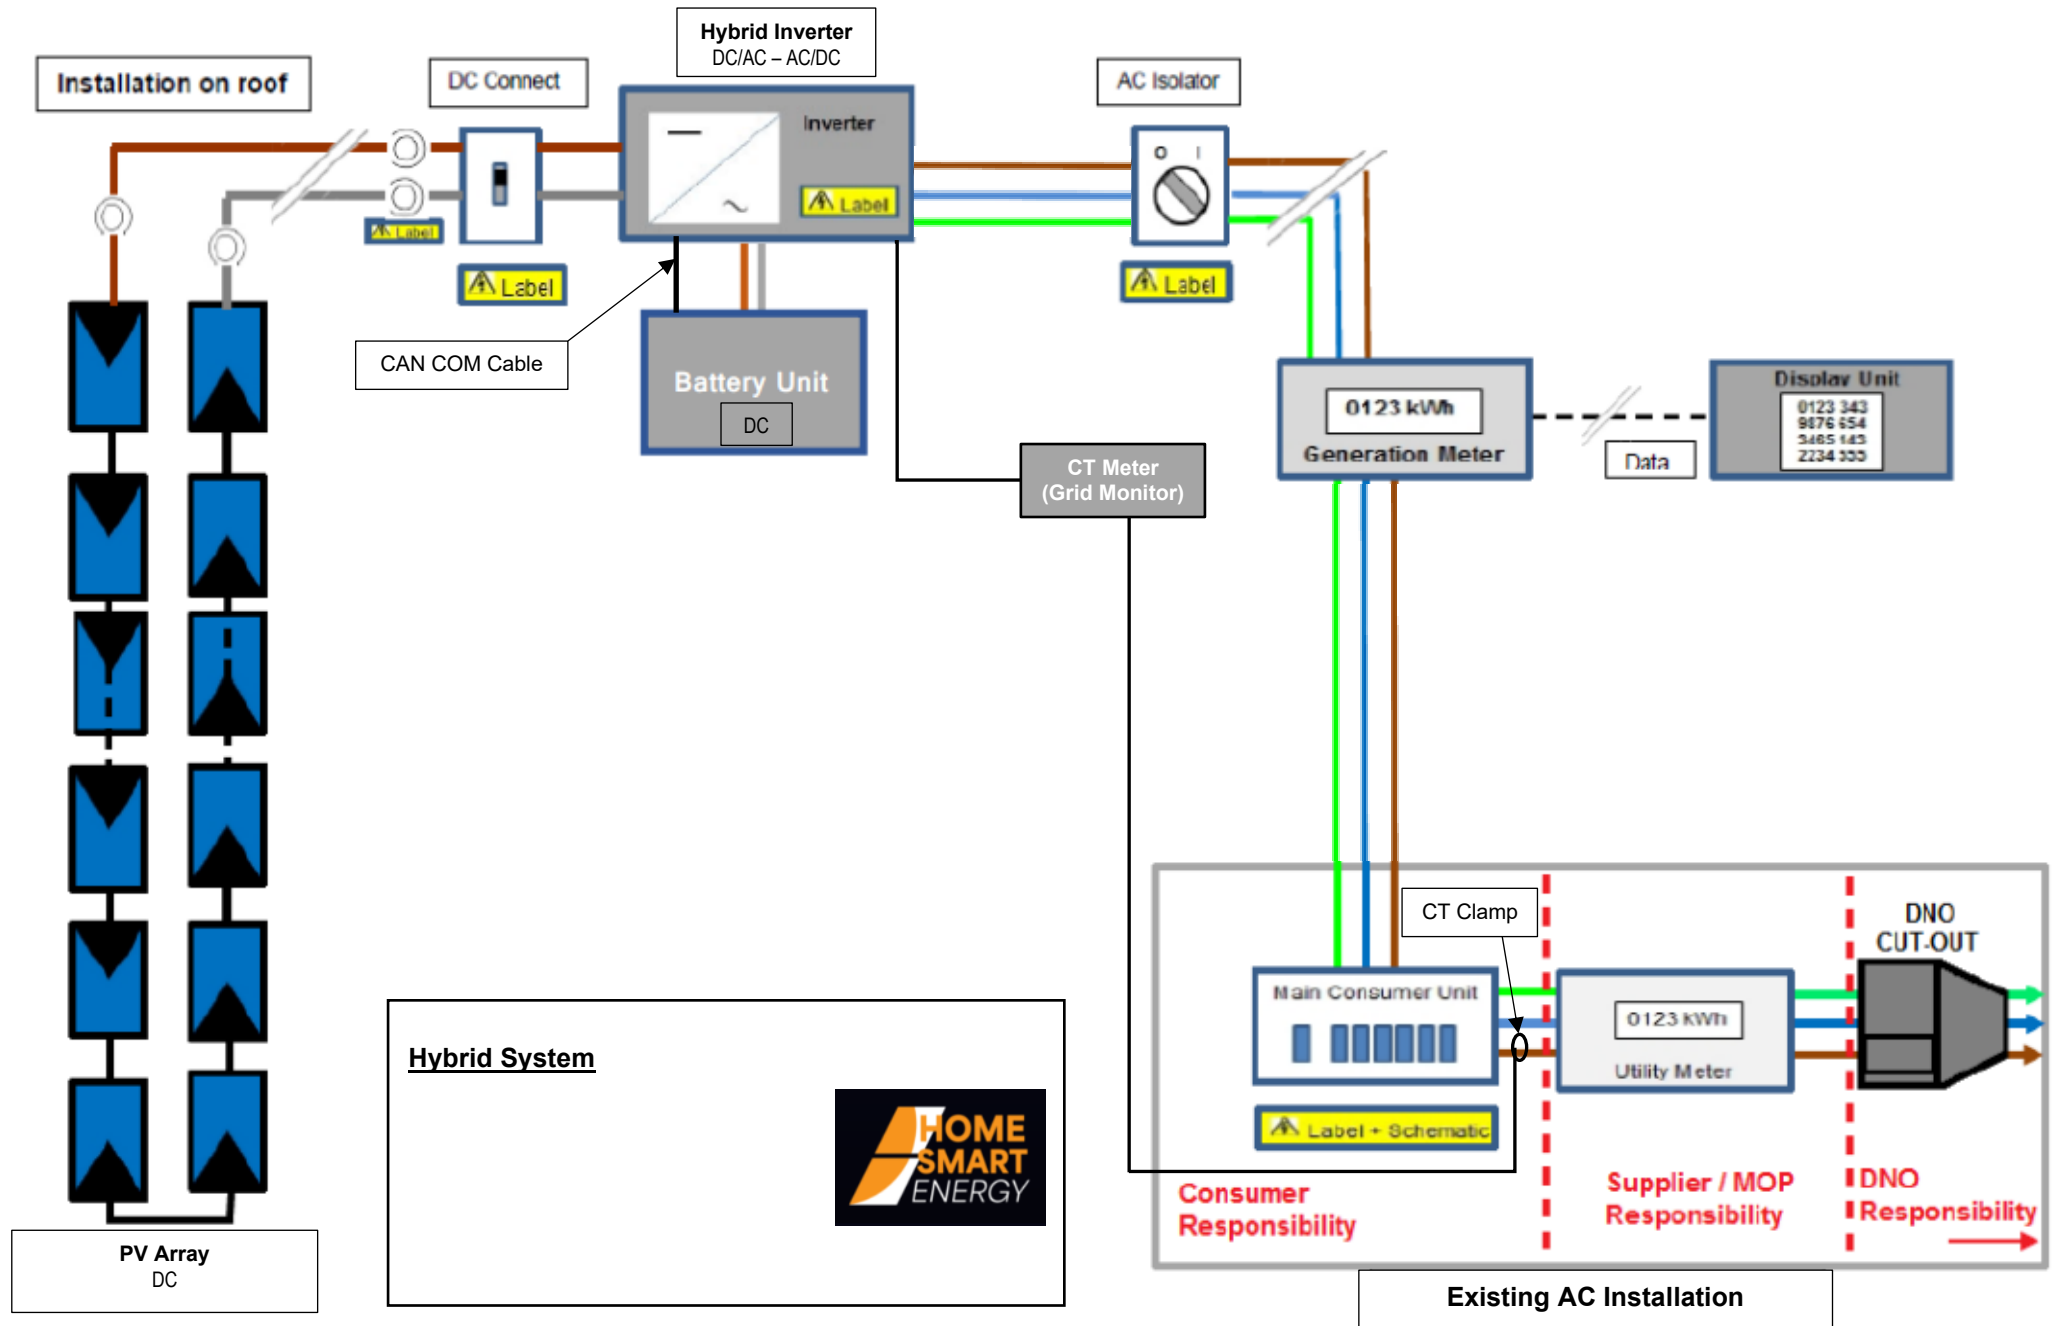 Hybrid Inverter
DC/AC – AC/DC
Installation on roof
DC Connect
AC Isolator
Inverter
O I
Label
Label
Label
Label
CAN COM Cable
Battery Unit
DC
0123 kWh
Generation Meter
Data
Display Unit
0123 343
9876 654
3465 143
2234 355
CT Meter
(Grid Monitor)
CT Clamp
DNO
CUT-OUT
Main Consumer Unit
0123 kWh
Utility Meter
Label + Schematic
Hybrid System
HOME
SMART
ENERGY
Consumer
Responsibility
Supplier / MOP
Responsibility
DNO
Responsibility
PV Array
DC
Existing AC Installation